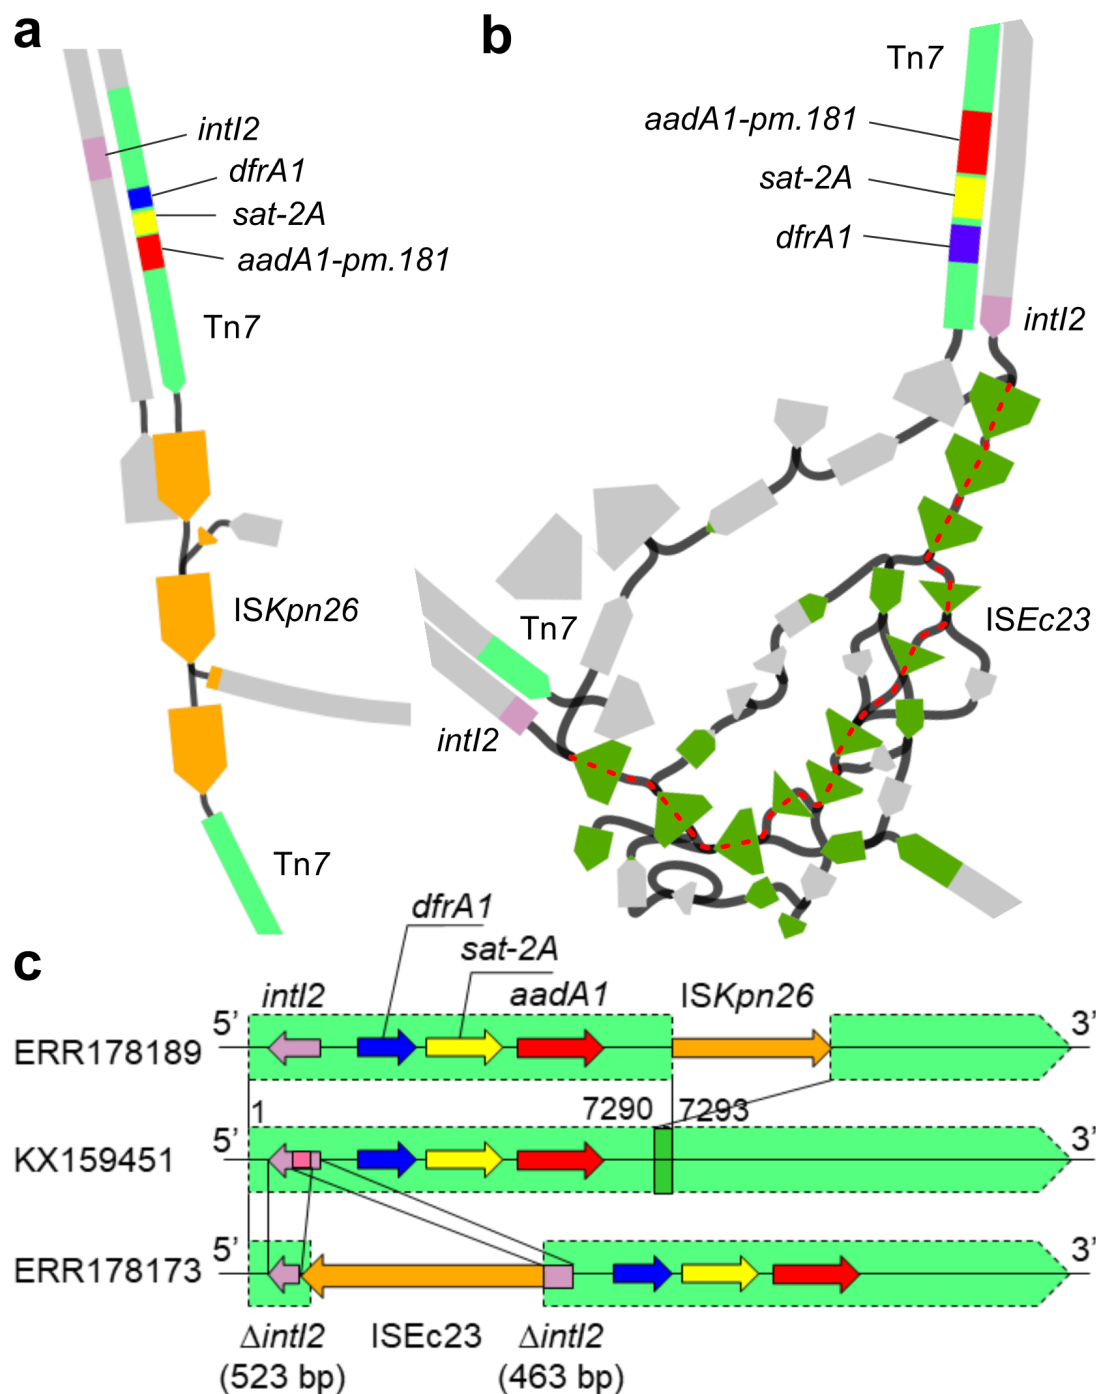 a
b
intI2
dfrA1
sat-2A
aadA1-pm.181
Tn7
ISKpn26
Tn7
Tn7
aadA1-pm.181
sat-2A
dfrA1
intI2
ISEc23
Tn7
intI2
c
dfrA1
sat-2A
intI2
aadA1
ISKpn26
5’
3’
ERR178189
1
7290
7293
5’
3’
KX159451
5’
3’
ERR178173
ΔintI2
ISEc23
ΔintI2
(523 bp)
(463 bp)